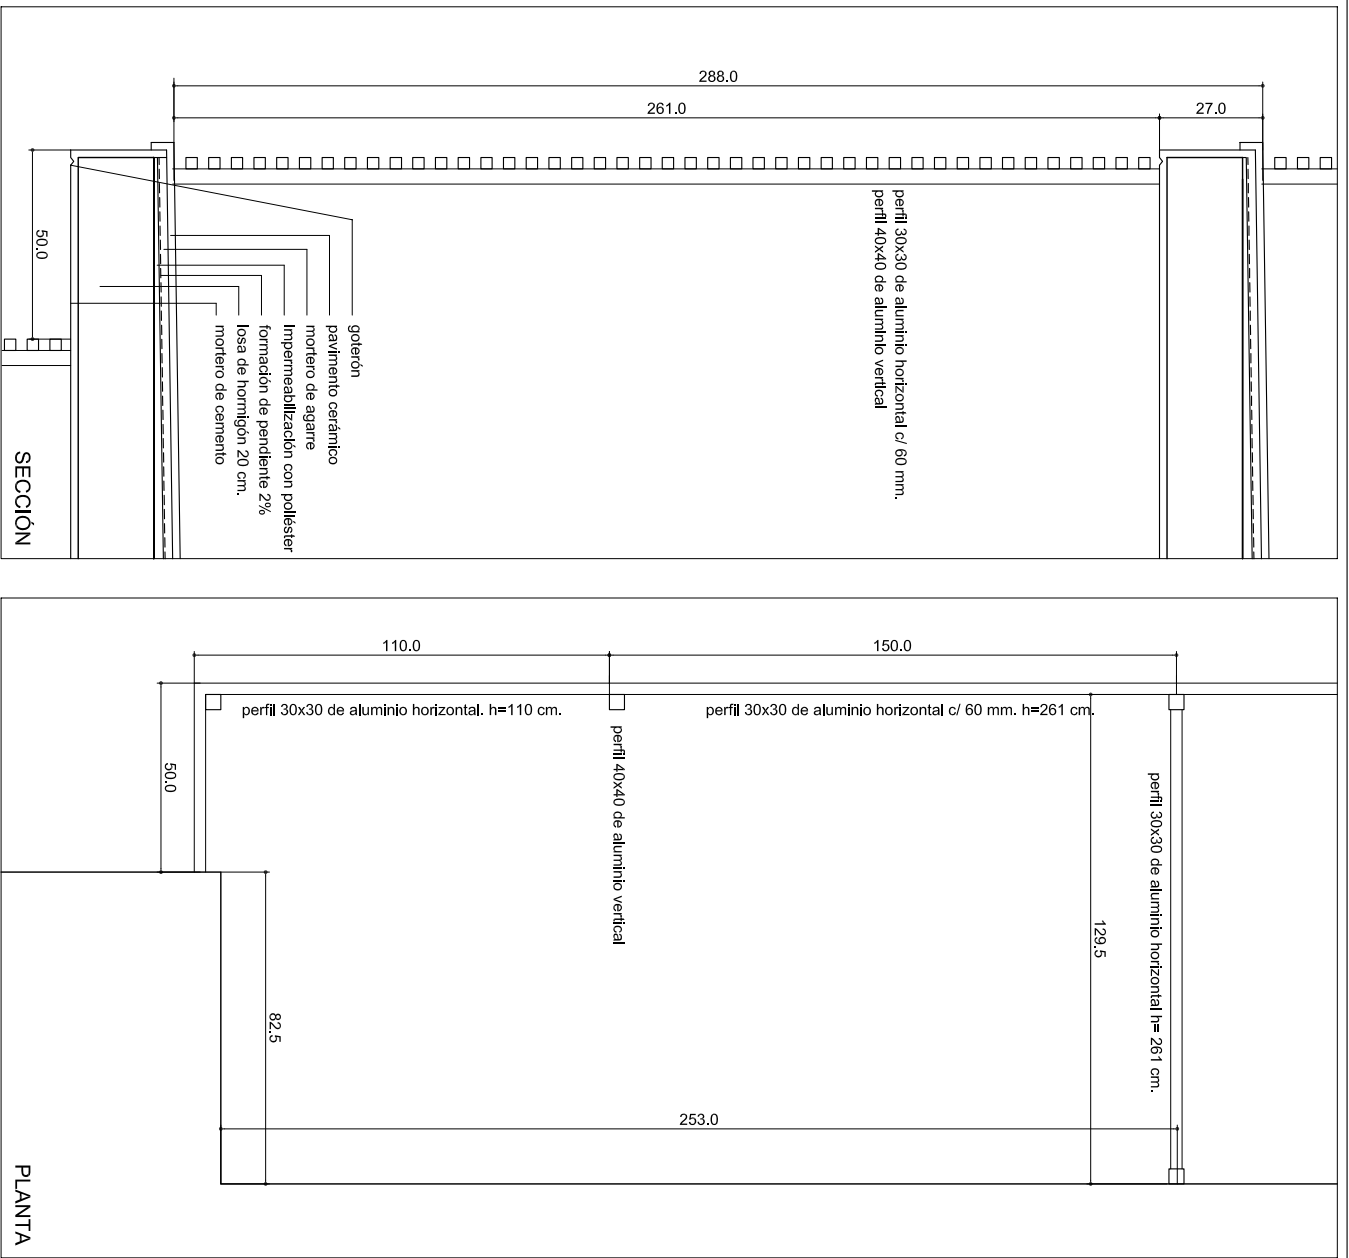 288.0
261.0
27.0
50.0
perfil 30x30 de aluminio horizontal c/ 60 mm.
perfil 40x40 de aluminio vertical
goterón
pavimento cerámico
mortero de agarre
impermeabilización con poliéster
formación de pendiente 2%
losa de hormigón 20 cm.
mortero de cemento
SECCIÓN
110.0
150.0
perfil 30x30 de aluminio horizontal. h=110 cm.
perfil 30x30 de aluminio horizontal c/ 60 mm. h=261 cm.
50.0
perfil 40x40 de aluminio vertical
perfil 30x30 de aluminio horizontal h= 261 cm.
129.5
82.5
253.0
PLANTA